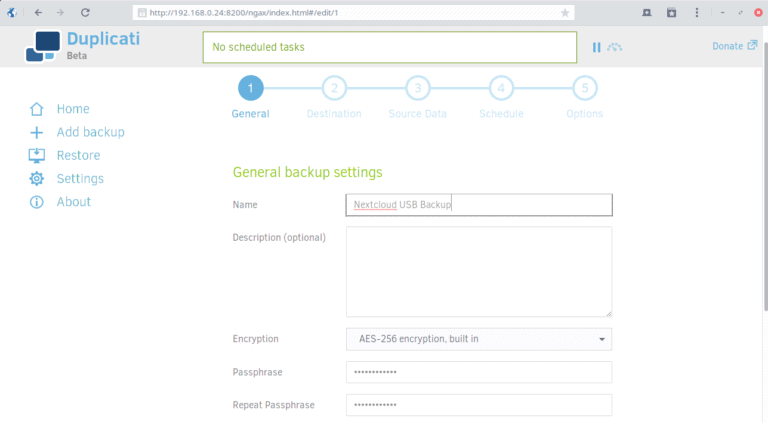 http://192.168.0.24:8200/ngax/index.html#/edit/1
Duplicati
Beta
No scheduled tasks
Donate
1 2 3 4 5
General Destination Source Data Schedule Options
Home
Add backup
Restore
Settings
About
General backup settings
Name
Nextcloud USB Backup
Description (optional)
Encryption
AES-256 encryption, built in
Passphrase
••••••••••••
Repeat Passphrase
••••••••••••